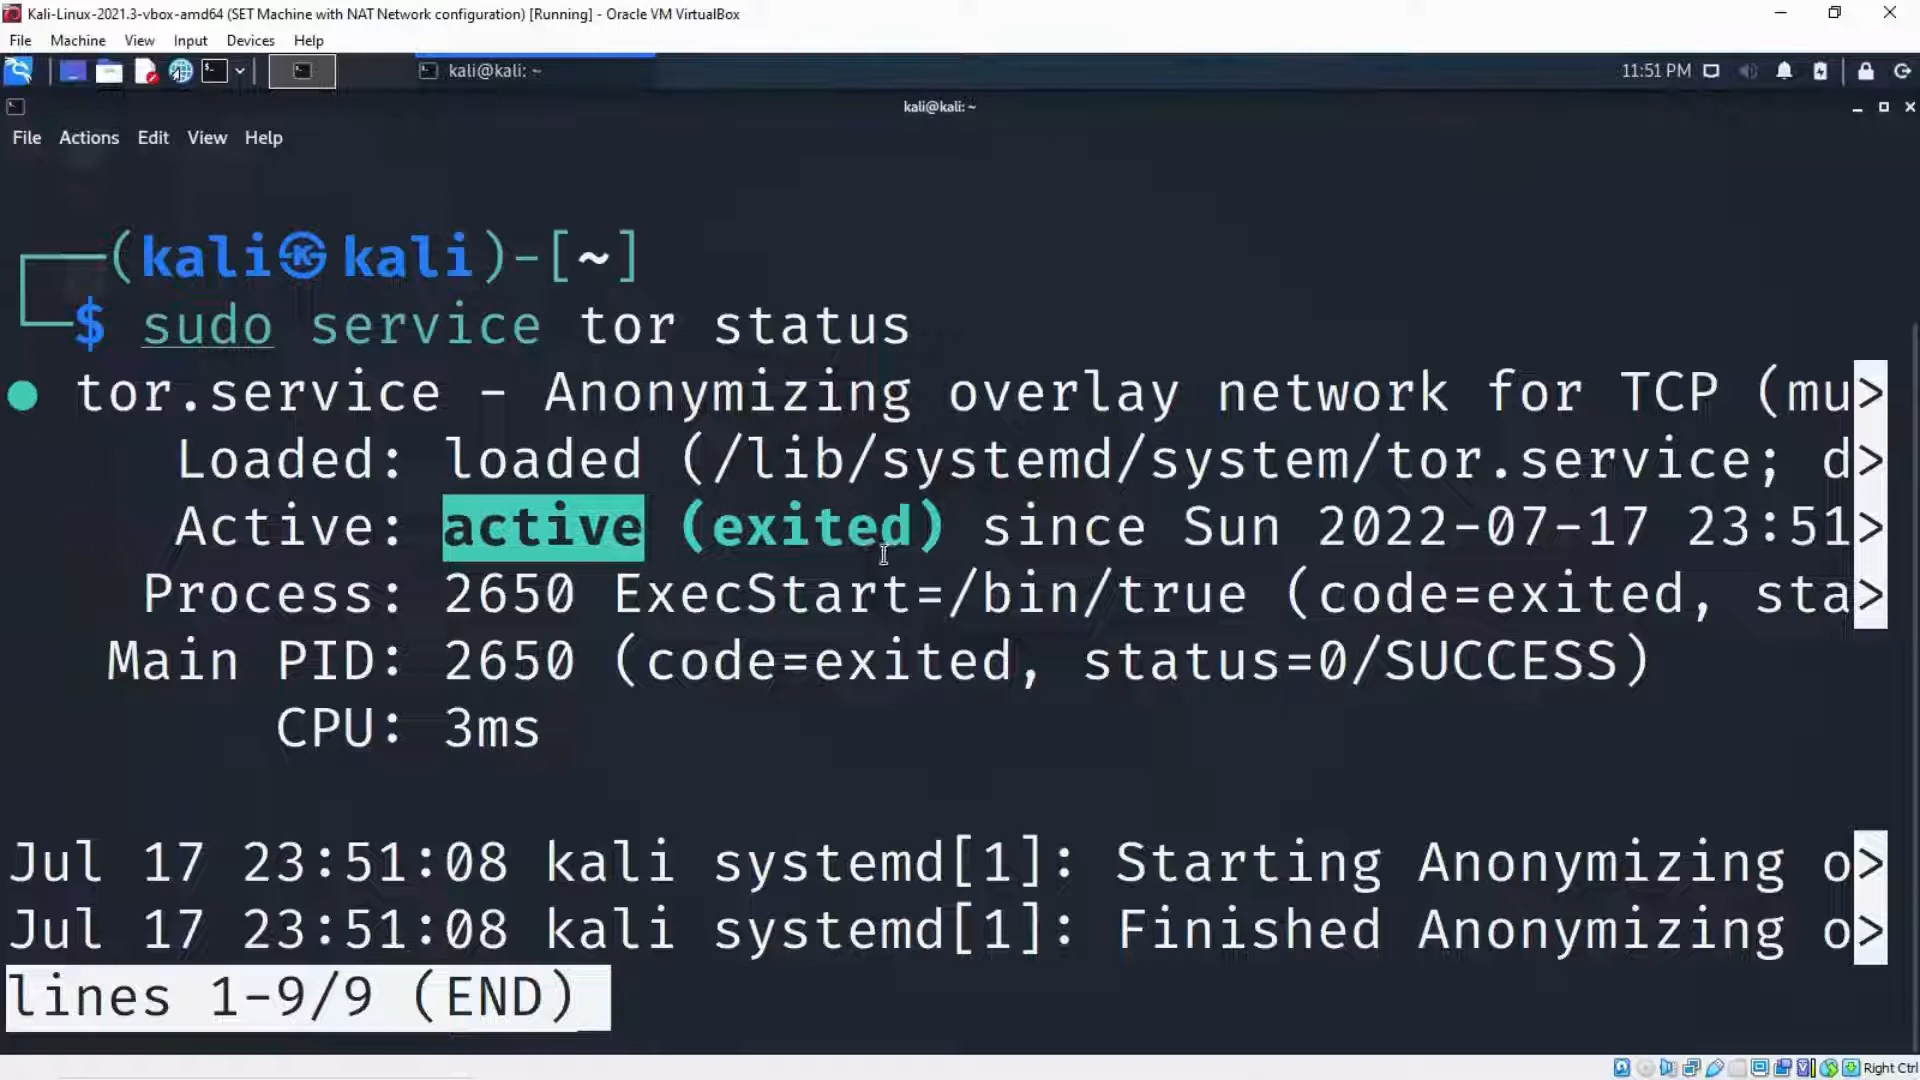 Kali-Linux-2021.3-vbox-amd64 (SET Machine with NAT Network configuration) [Running] - Oracle VM VirtualBox
File Machine View Input Devices Help
kali@kali: ~
11:51 PM
kali@kali: ~
File Actions Edit View Help
(kali㉿kali)-[~]
$ sudo service tor status
● tor.service - Anonymizing overlay network for TCP (mu>
Loaded: loaded (/lib/systemd/system/tor.service; d>
Active: active (exited) since Sun 2022-07-17 23:51>
Process: 2650 ExecStart=/bin/true (code=exited, sta>
Main PID: 2650 (code=exited, status=0/SUCCESS)
CPU: 3ms
Jul 17 23:51:08 kali systemd[1]: Starting Anonymizing o>
Jul 17 23:51:08 kali systemd[1]: Finished Anonymizing o>
lines 1-9/9 (END)
Right Ctrl